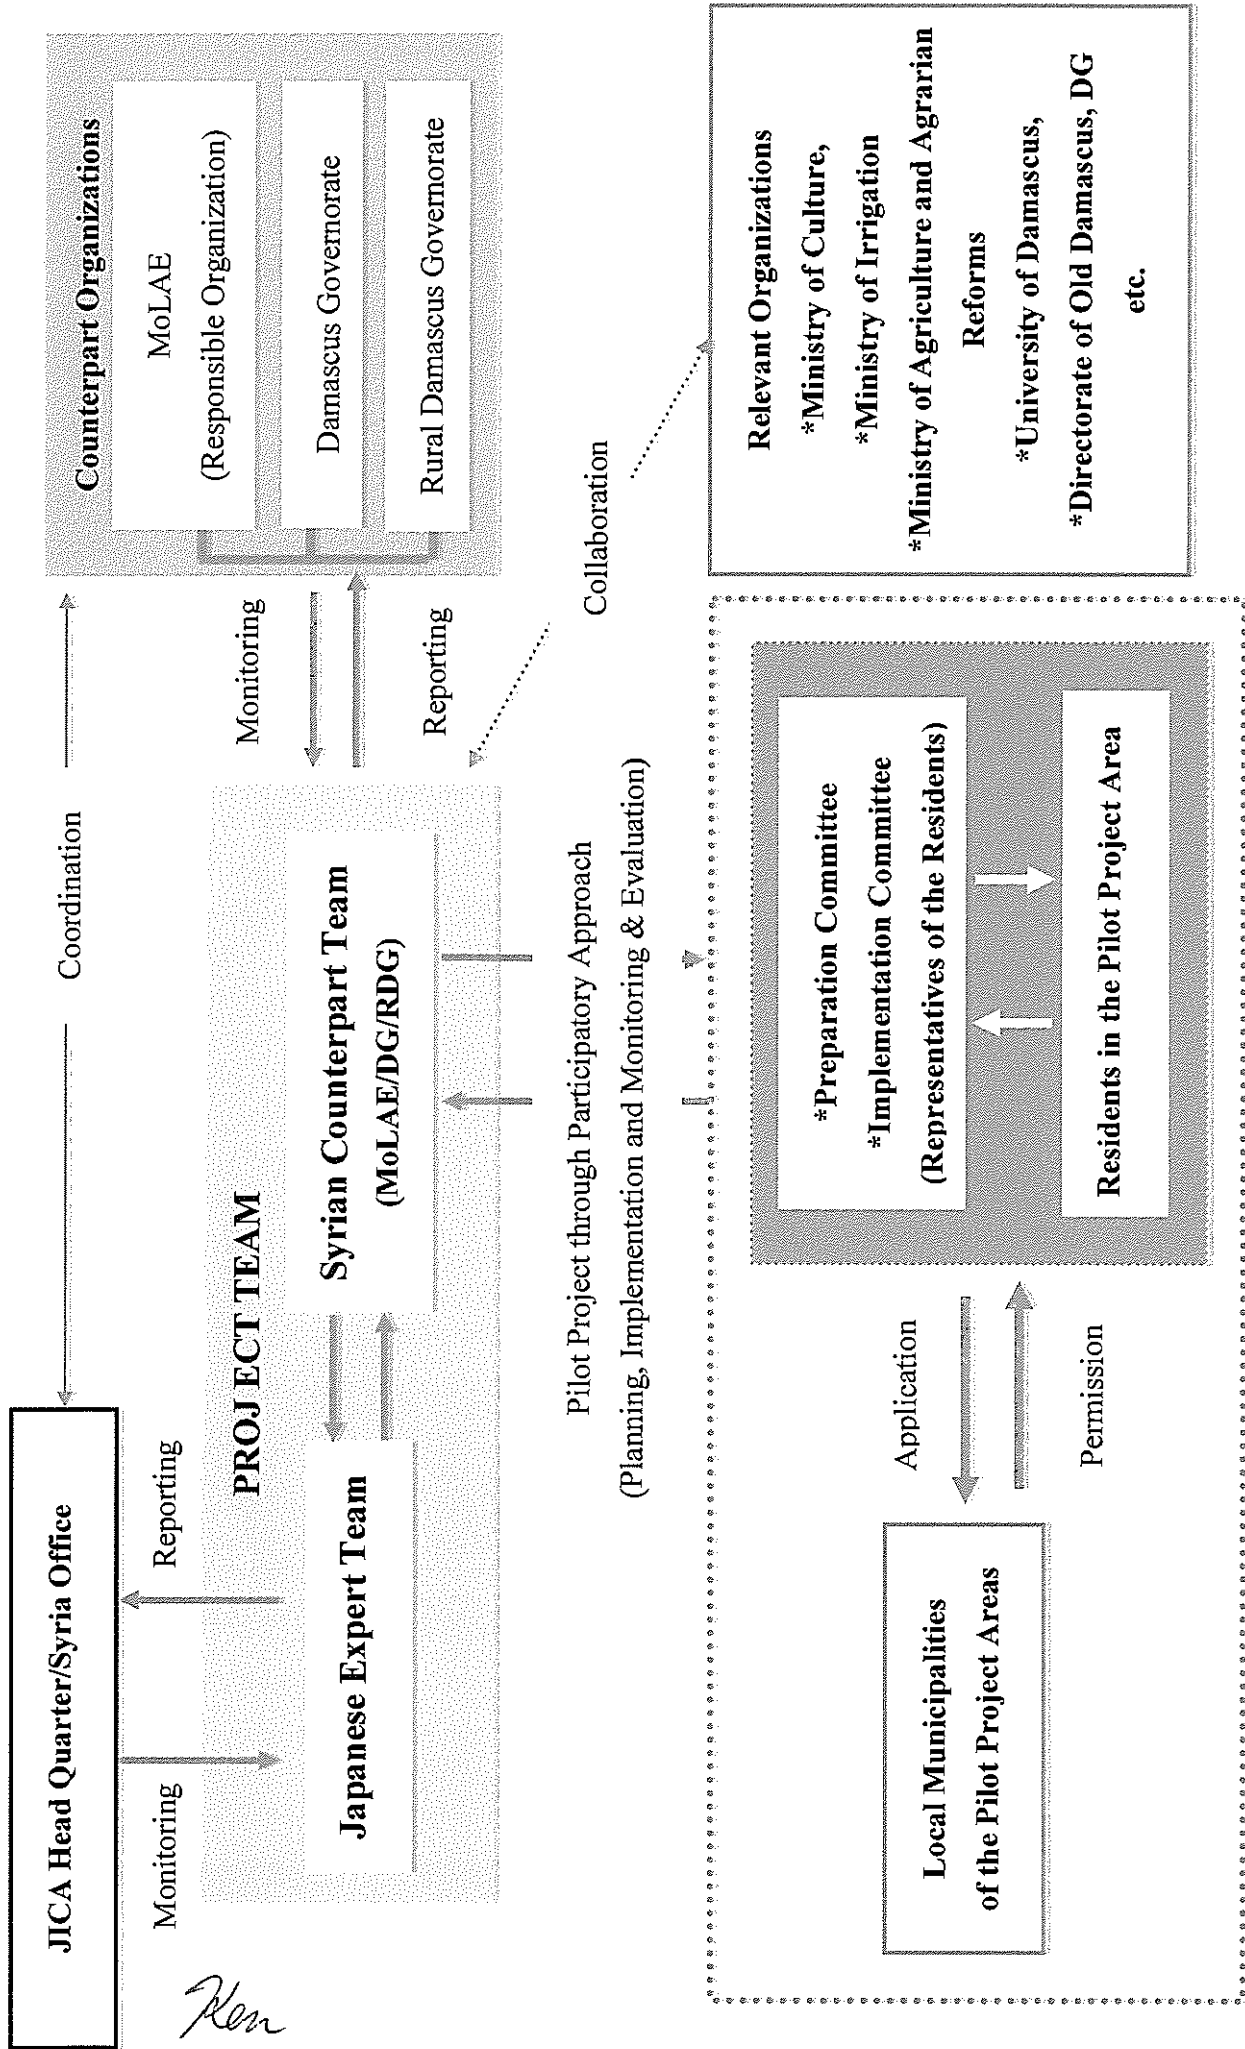 JICA Head Quarter/Syria Office
Coordination
Counterpart Organizations
MoLAE
(Responsible Organization)
Damascus Governorate
Rural Damascus Governorate
Monitoring
Reporting
PROJECT TEAM
Japanese Expert Team
Syrian Counterpart Team
(MoLAE/DG/RDG)
Monitoring
Reporting
Ken
Collaboration
Pilot Project through Participatory Approach
(Planning, Implementation and Monitoring & Evaluation)
Local Municipalities
of the Pilot Project Areas
Application
Permission
*Preparation Committee
*Implementation Committee
(Representatives of the Residents)
Residents in the Pilot Project Area
Relevant Organizations
*Ministry of Culture,
*Ministry of Irrigation
*Ministry of Agriculture and Agrarian
Reforms
*University of Damascus,
*Directorate of Old Damascus, DG
etc.